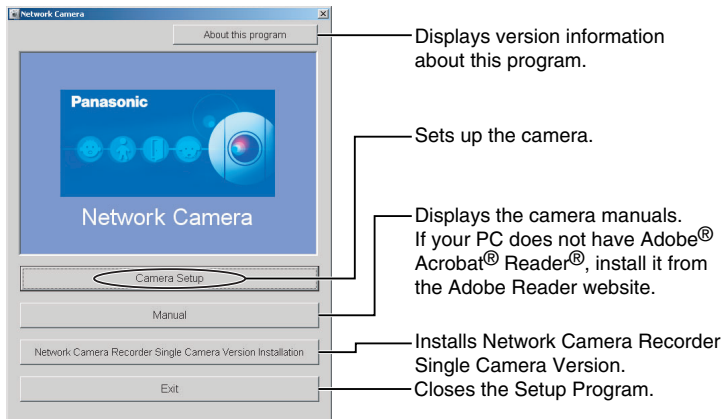 Network Camera
About this program
Panasonic
Network Camera
Camera Setup
Manual
Network Camera Recorder Single Camera Version Installation
Exit
Displays version information
about this program.
Sets up the camera.
Displays the camera manuals.
If your PC does not have Adobe®
Acrobat® Reader®, install it from
the Adobe Reader website.
Installs Network Camera Recorder
Single Camera Version.
Closes the Setup Program.